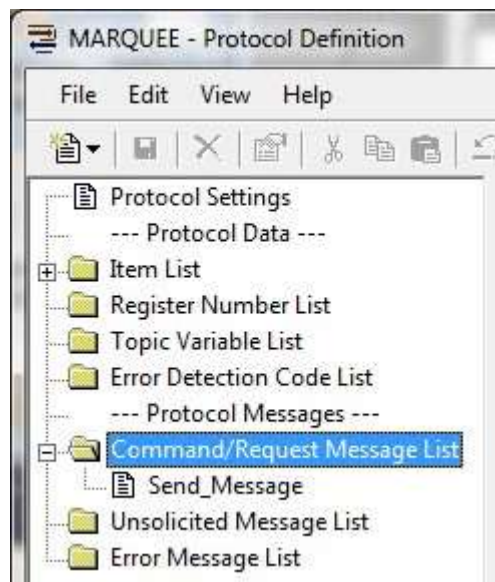 MARQUEE - Protocol Definition
File Edit View Help
Protocol Settings
--- Protocol Data ---
Item List
Register Number List
Topic Variable List
Error Detection Code List
--- Protocol Messages ---
Command/Request Message List
Send_Message
Unsolicited Message List
Error Message List